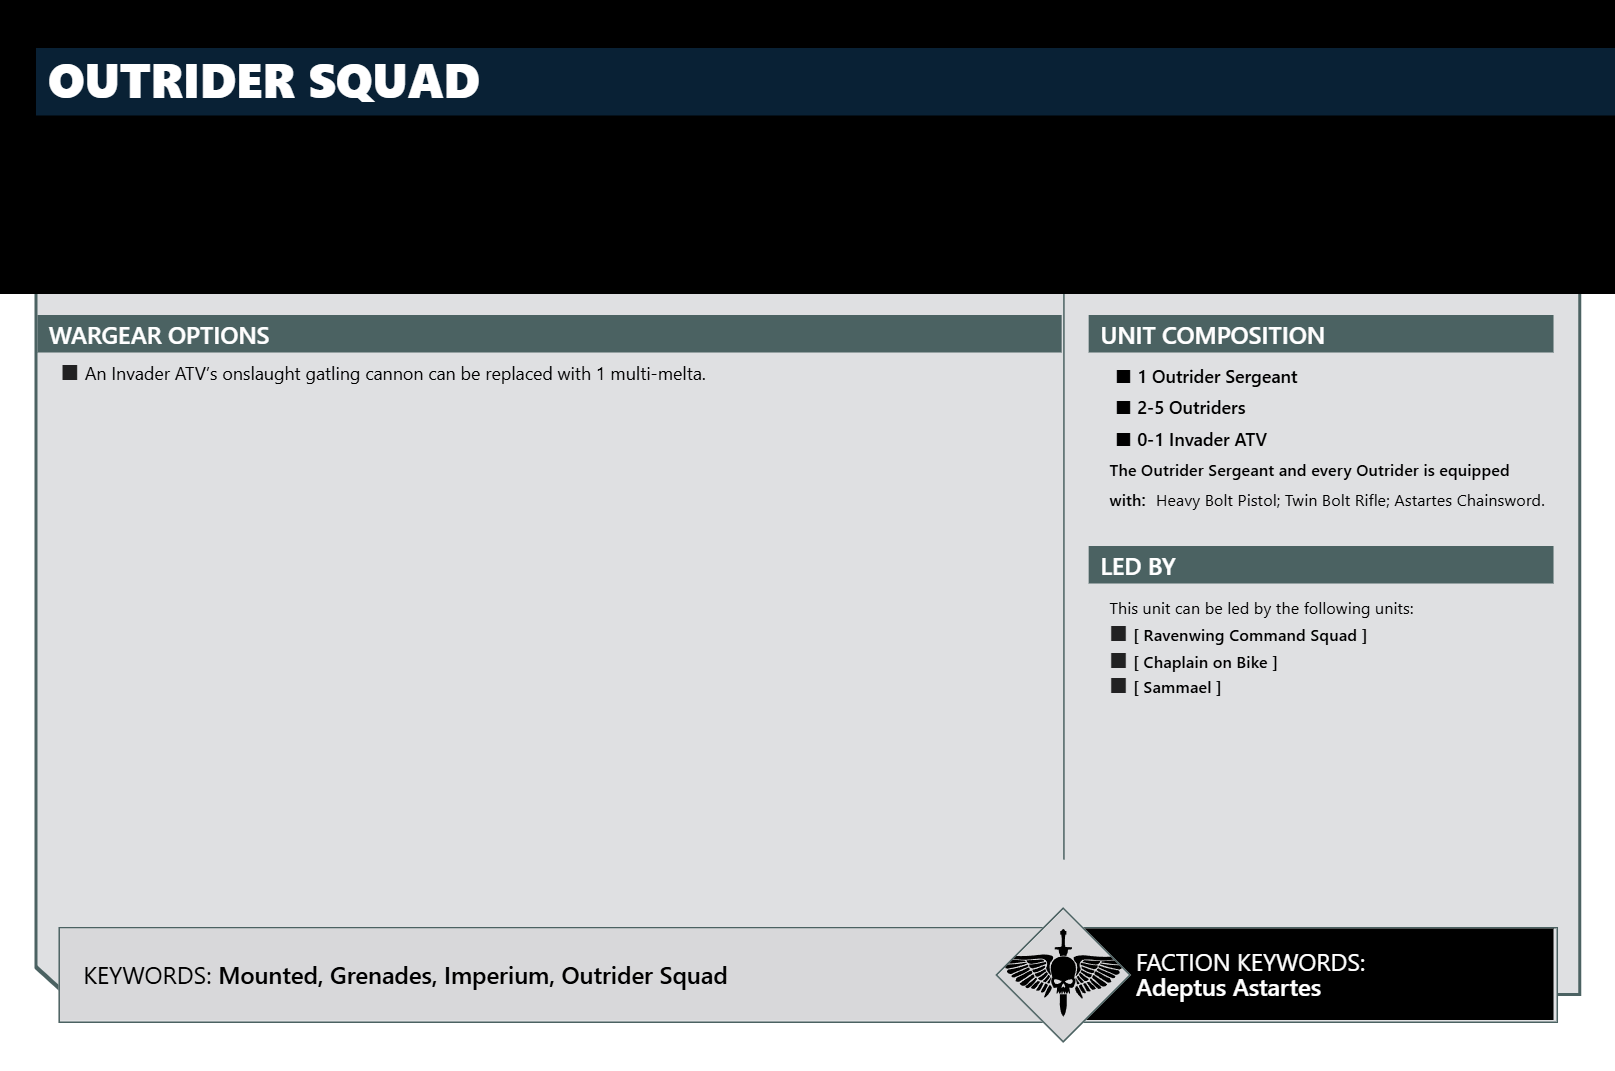 OUTRIDER SQUAD
WARGEAR OPTIONS
An Invader ATV's onslaught gatling cannon can be replaced with 1 multi-melta.
UNIT COMPOSITION
1 Outrider Sergeant
2-5 Outriders
0-1 Invader ATV
The Outrider Sergeant and every Outrider is equipped
with: Heavy Bolt Pistol; Twin Bolt Rifle; Astartes Chainsword.
LED BY
This unit can be led by the following units:
[ Ravenwing Command Squad ]
[ Chaplain on Bike ]
[ Sammael ]
KEYWORDS: Mounted, Grenades, Imperium, Outrider Squad
FACTION KEYWORDS:
Adeptus Astartes